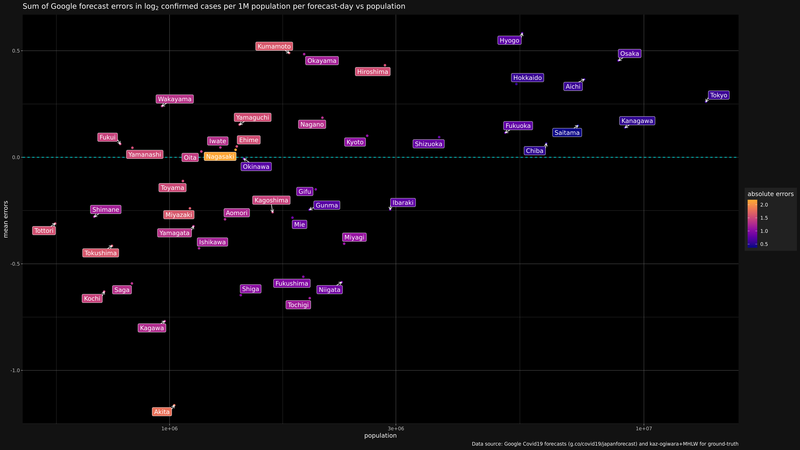 Sum of Google forecast errors in log2 confirmed cases per 1M population per forecast-day vs population
Hyogo
Kumamoto
Osaka
Okayama
Hiroshima
Hokkaido
Aichi
Tokyo
Wakayama
Yamaguchi
Kanagawa
Nagano
Fukuoka
Saitama
Fukui
Iwate
Ehime
Kyoto
Shizuoka
Chiba
Yamanashi
Oita
Nagasaki
Okinawa
Toyama
Gifu
Kagoshima
Ibaraki
Gunma
Shimane
Miyazaki
Aomori
Mie
Tottori
Yamagata
Miyagi
Ishikawa
Tokushima
Fukushima
Saga
Shiga
Niigata
Kochi
Tochigi
Kagawa
Akita
0.5
0.0
-0.5
-1.0
mean errors
1e+06
3e+06
1e+07
population
absolute errors
2.0
1.5
1.0
0.5
Data source: Google Covid19 forecasts (g.co/covid19/japanforecast) and kaz-ogiwara+MHLW for ground-truth